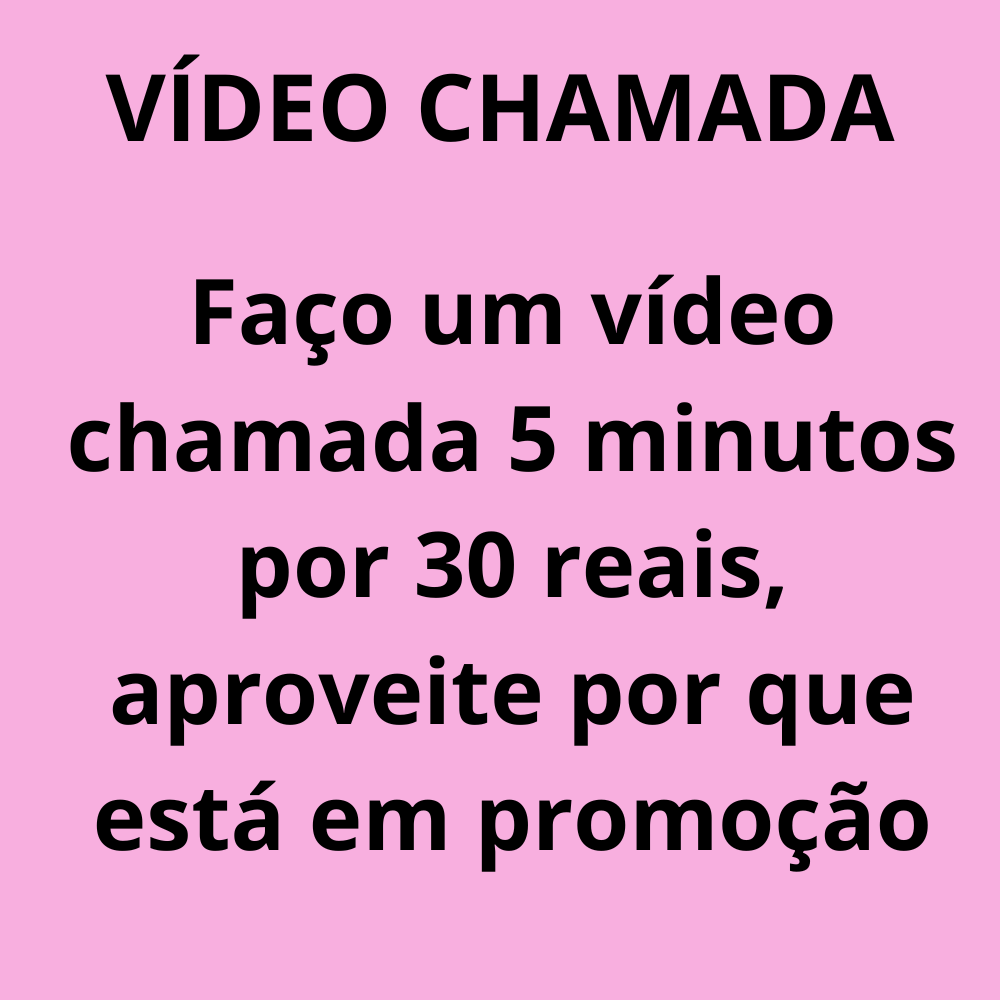 VÍDEO CHAMADA
Faço um vídeo
chamada 5 minutos
por 30 reais,
aproveite por que
está em promoção